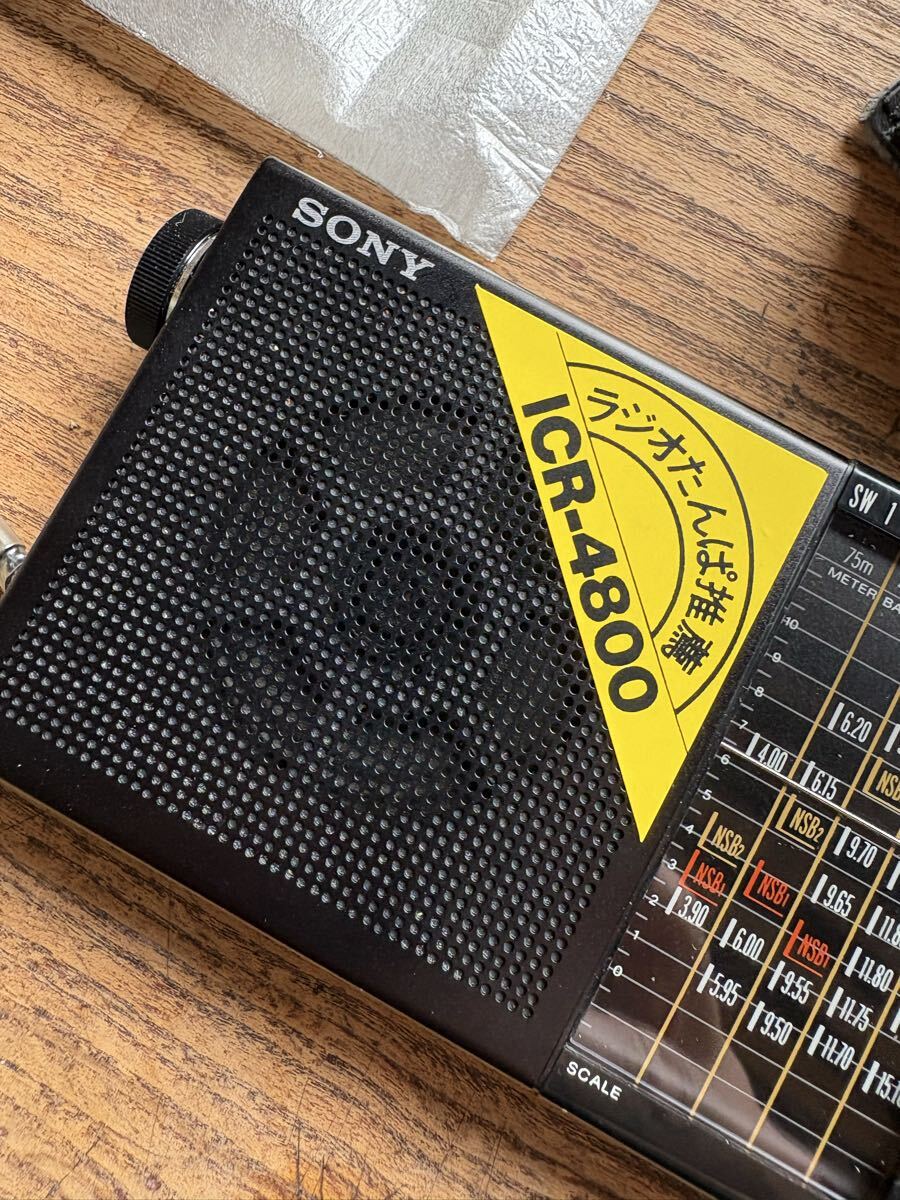 SONY
ラジオたんぱ推薦
ICR-4800
SW 1
75m
METER BA
10
8
7
6
5
4
3
2
1
0
6.20
4.00
6.15
NSB2
NSB2
9.70
NSB1
NSB1
9.65
3.90
NSB1
11.80
6.00
9.55
11.75
5.95
9.50
11.70
SCALE